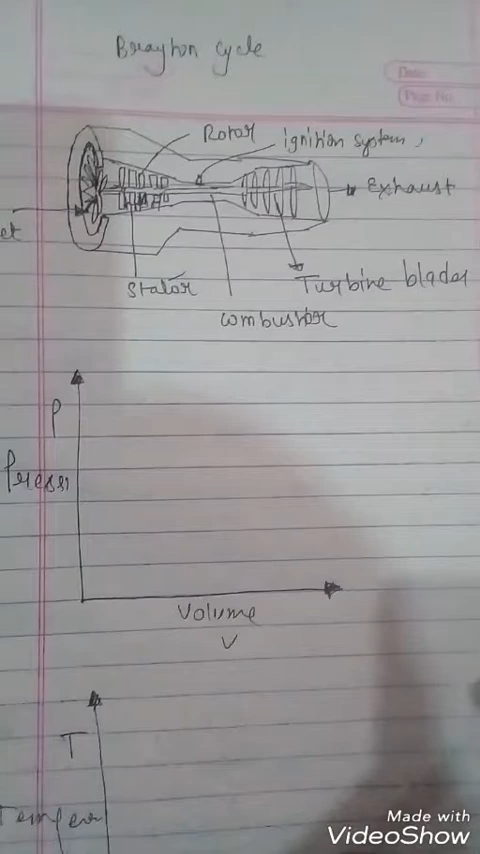 Brayton cycle
Date
Page No.
Rotor
ignition system,
Exhaust
et
Stator
Turbine blades
Combustor
P
Press
Volume
V
T
Temper
Made with
VideoShow